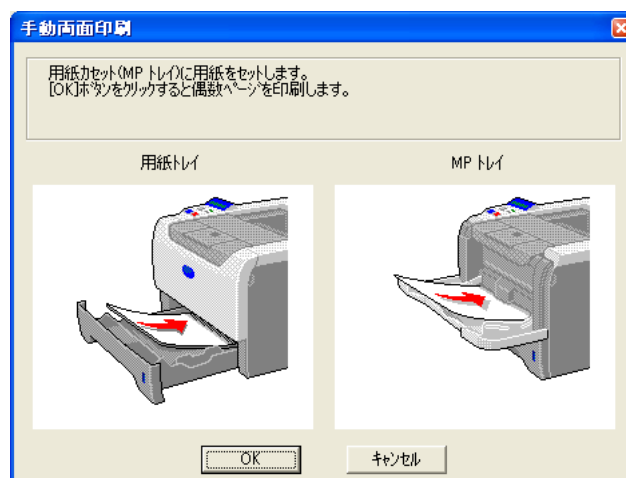 手動両面印刷
用紙カセット(MP トレイ)に用紙をセットします。
[OK]ボタンをクリックすると偶数ページを印刷します。
用紙トレイ
MP トレイ
OK
キャンセル